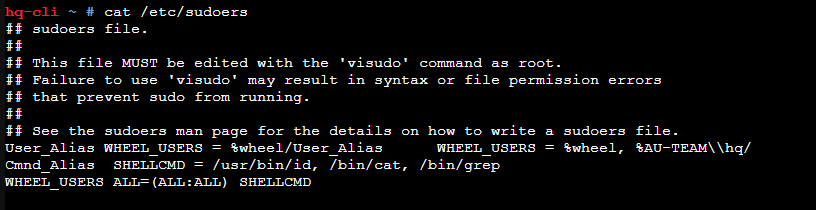 hq-cli ~ # cat /etc/sudoers
## sudoers file.
##
## This file MUST be edited with the 'visudo' command as root.
## Failure to use 'visudo' may result in syntax or file permission errors
## that prevent sudo from running.
##
## See the sudoers man page for the details on how to write a sudoers file.
User_Alias WHEEL_USERS = %wheel/User_Alias      WHEEL_USERS = %wheel, %AU-TEAM\\hq/
Cmnd_Alias  SHELLCMD = /usr/bin/id, /bin/cat, /bin/grep
WHEEL_USERS ALL=(ALL:ALL) SHELLCMD